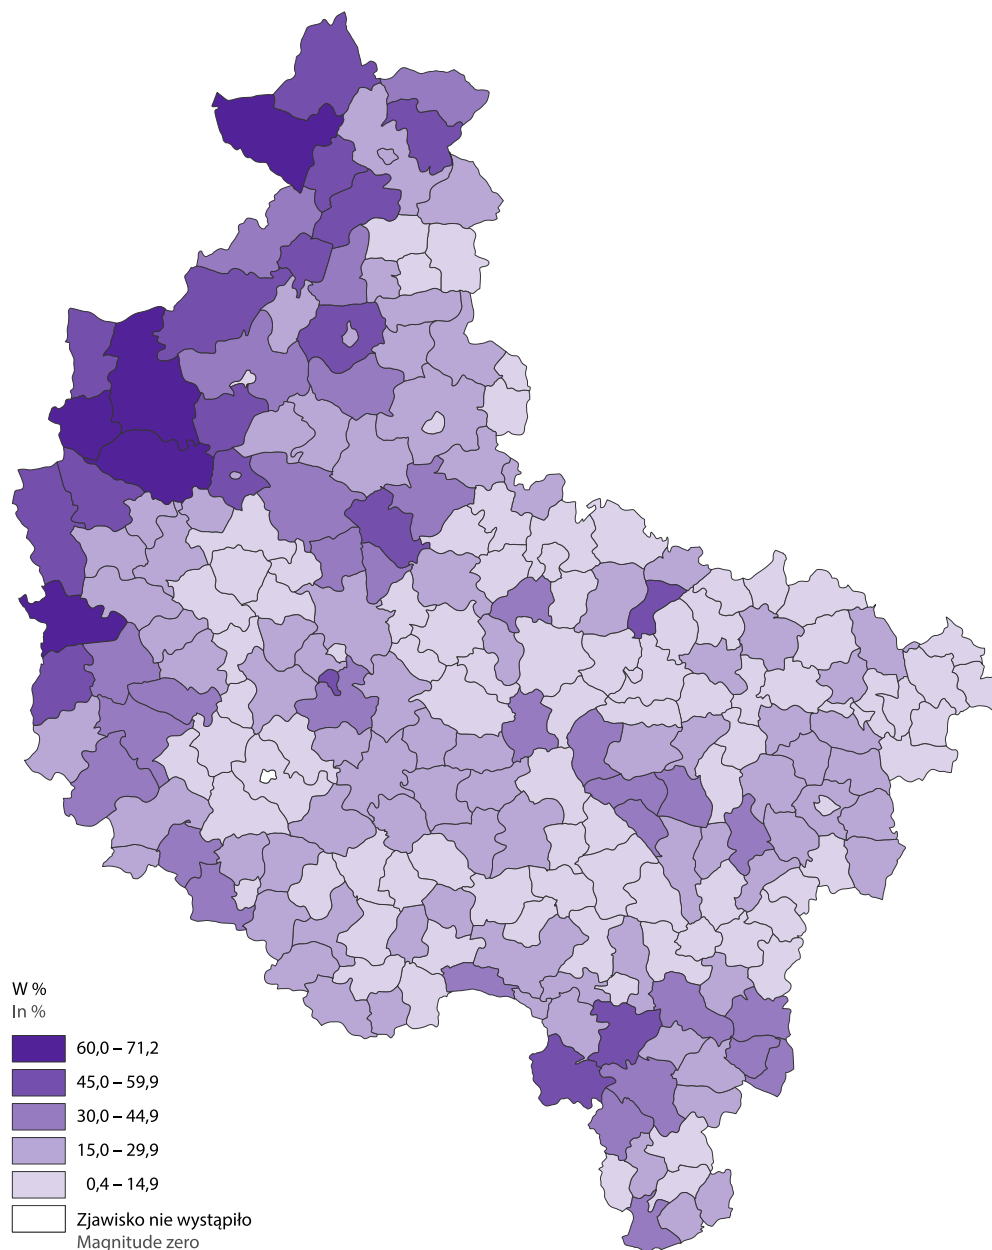 W %
In %
60,0 – 71,2
45,0 – 59,9
30,0 – 44,9
15,0 – 29,9
0,4 – 14,9
Zjawisko nie wystąpiło
Magnitude zero